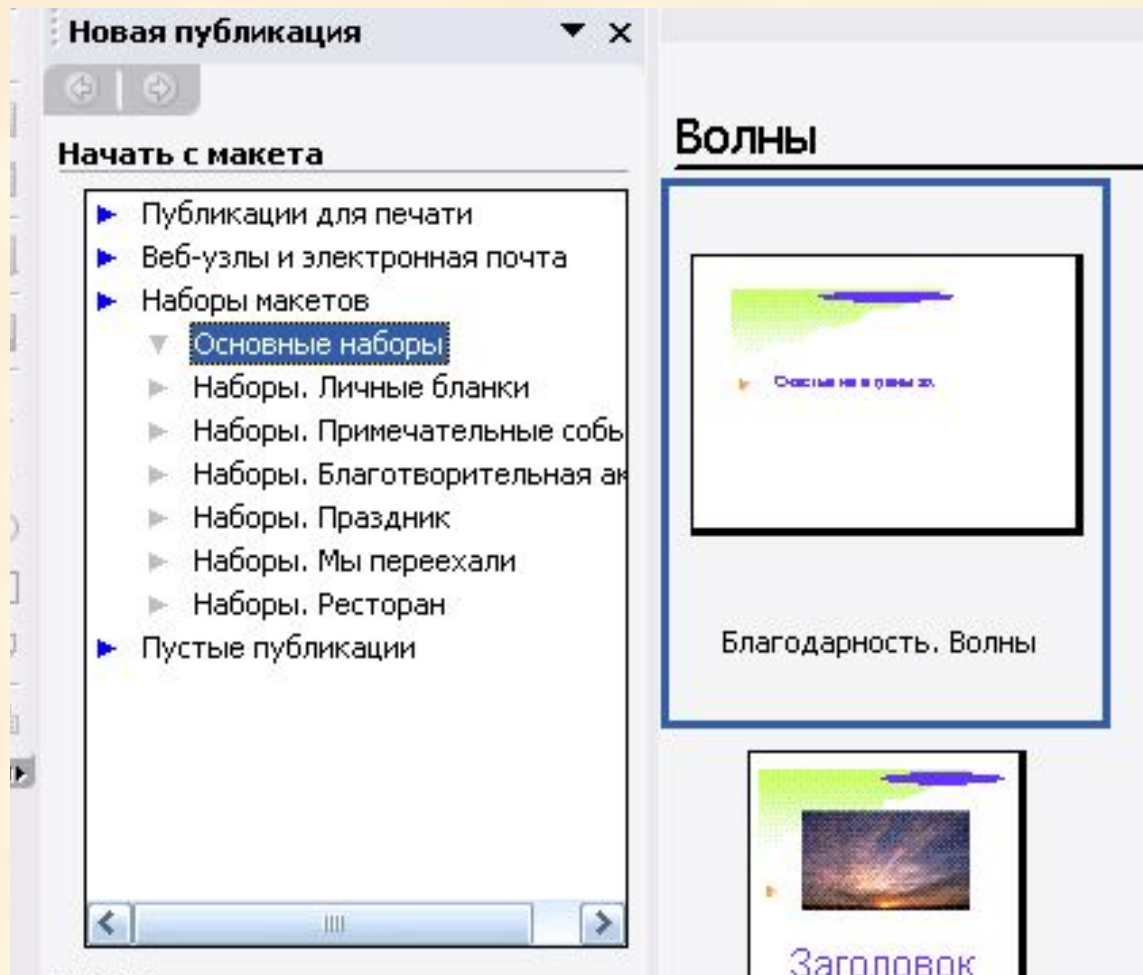 Новая публикация
Начать с макета
Публикации для печати
Веб-узлы и электронная почта
Наборы макетов
Основные наборы
Наборы. Личные бланки
Наборы. Примечательные собы
Наборы. Благотворительная ак
Наборы. Праздник
Наборы. Мы переехали
Наборы. Ресторан
Пустые публикации
Волны
Благодарность. Волны
Заголовок